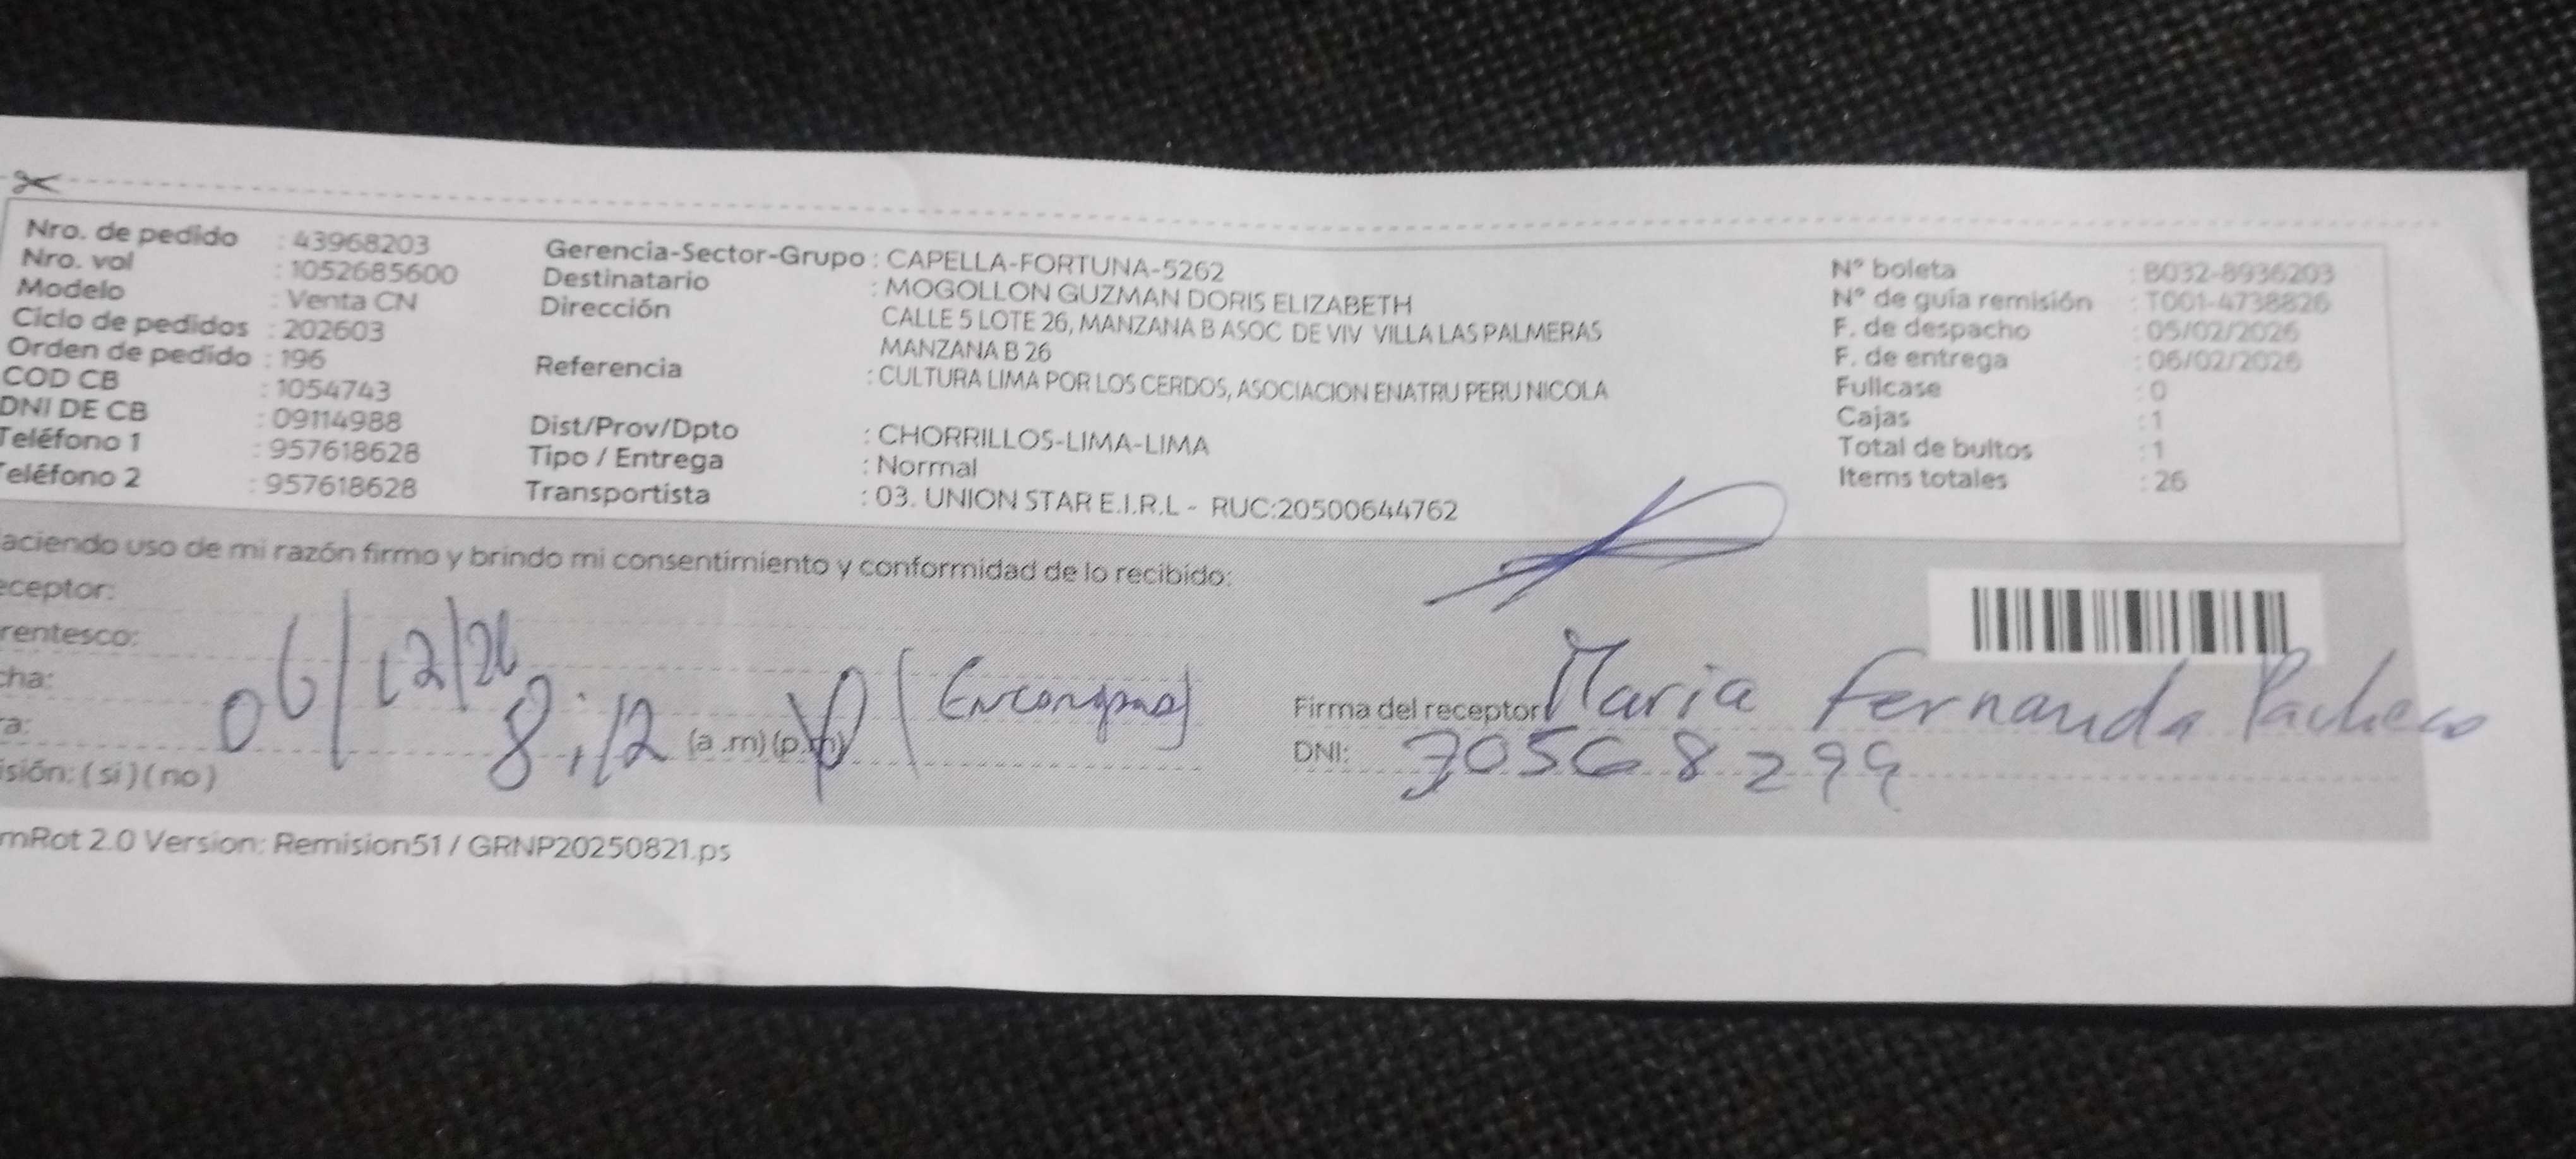 Nro. de pedido : 43968203
Nro. vol : 1052685600
Modelo : Venta CN
Ciclo de pedidos : 202603
Orden de pedido : 196
COD CB : 1054743
DNI DE CB : 09114988
Teléfono 1 : 957618628
Teléfono 2 : 957618628
Gerencia-Sector-Grupo : CAPELLA-FORTUNA-5262
Destinatario : MOGOLLON GUZMAN DORIS ELIZABETH
Dirección CALLE 5 LOTE 26, MANZANA B ASOC DE VIV VILLA LAS PALMERAS
MANZANA B 26
Referencia : CULTURA LIMA POR LOS CERDOS, ASOCIACION ENATRU PERU NICOLA
Dist/Prov/Dpto : CHORRILLOS-LIMA-LIMA
Tipo / Entrega : Normal
Transportista : 03. UNION STAR E.I.R.L - RUC:20500644762
N° boleta : B032-8936203
N° de guía remisión : T001-4738826
F. de despacho : 05/02/2026
F. de entrega : 06/02/2026
Fullcase : 0
Cajas : 1
Total de bultos : 1
Items totales : 26
aciendo uso de mi razón firmo y brindo mi consentimiento y conformidad de lo recibido:
eceptor:
rentesco:
cha: 06/02/26
ra: 8:12 (a.m)(p.m)
isión: (si)(no)
Firma del receptor Maria Fernanda Pacheco
DNI: 70568299
mRot 2.0 Version: Remision51 / GRNP20250821.ps